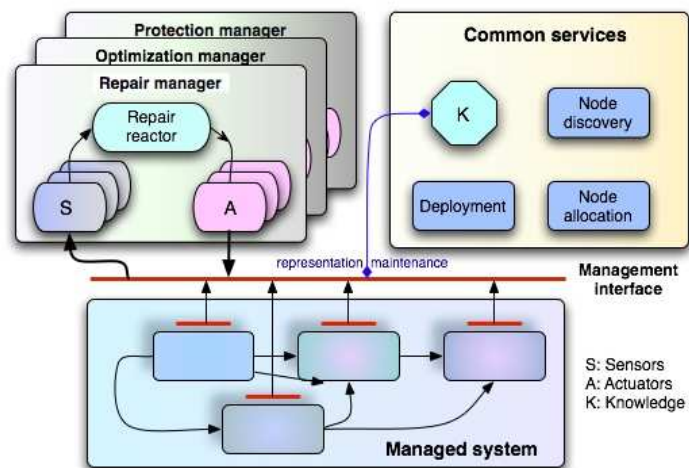 Protection manager
Optimization manager
Repair manager
Repair
reactor
S
A
Common services
K
Node
discovery
Deployment
Node
allocation
representation maintenance
Management
interface
S: Sensors
A: Actuators
K: Knowledge
Managed system